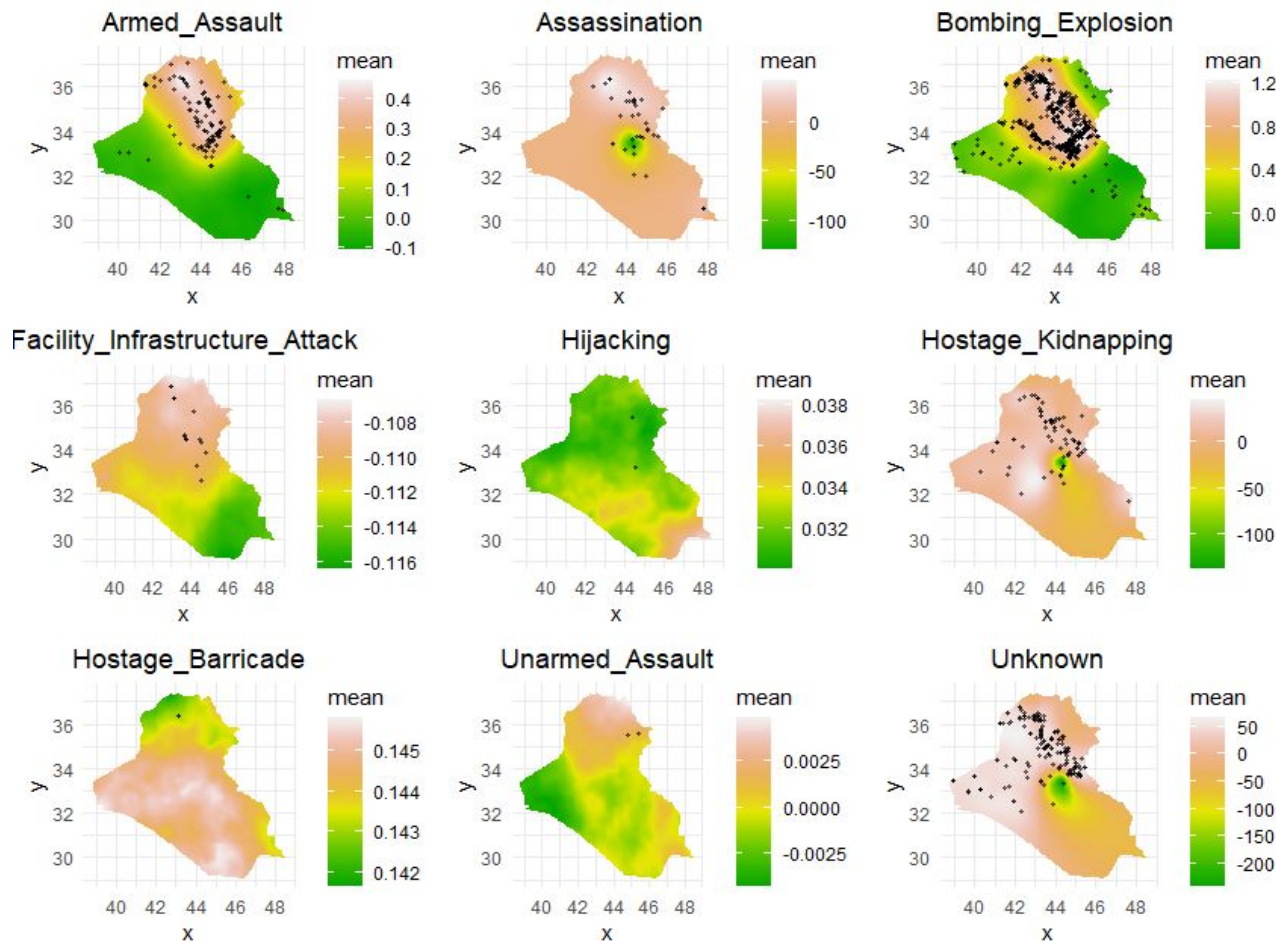 Armed_Assault
mean
36
34
32
30
y
0.4
0.3
0.2
0.1
0.0
-0.1
40 42 44 46 48
x
Assassination
mean
36
34
32
30
y
0
-50
-100
40 42 44 46 48
x
Bombing_Explosion
mean
36
34
32
30
y
1.2
0.8
0.4
0.0
40 42 44 46 48
x
Facility_Infrastructure_Attack
mean
36
34
32
30
y
-0.108
-0.110
-0.112
-0.114
-0.116
40 42 44 46 48
x
Hijacking
mean
36
34
32
30
y
0.038
0.036
0.034
0.032
40 42 44 46 48
x
Hostage_Kidnapping
mean
36
34
32
30
y
0
-50
-100
40 42 44 46 48
x
Hostage_Barricade
mean
36
34
32
30
y
0.145
0.144
0.143
0.142
40 42 44 46 48
x
Unarmed_Assault
mean
36
34
32
30
y
0.0025
0.0000
-0.0025
40 42 44 46 48
x
Unknown
mean
36
34
32
30
y
50
0
-50
-100
-150
-200
40 42 44 46 48
x